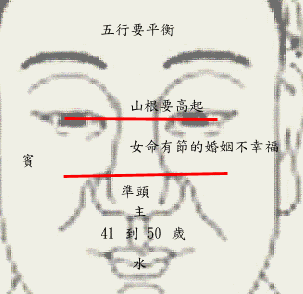 五行要平衡
山根要高起
女命有節的婚姻不幸福
賓
準頭
主
41 到 50 歲
水